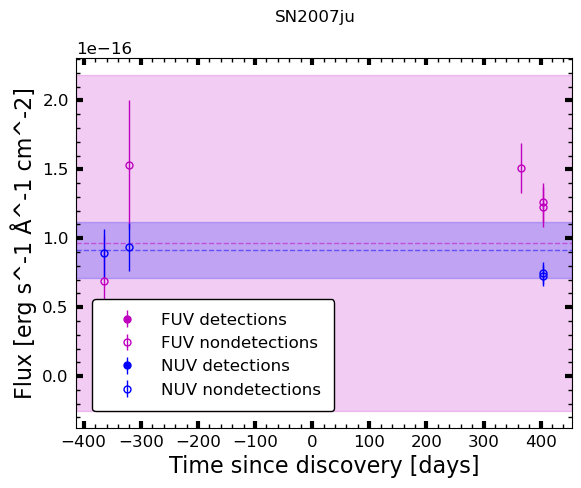 SN2007ju
1e−16
Flux [erg s^-1 Å^-1 cm^-2]
2.0
1.5
1.0
0.5
0.0
FUV detections
FUV nondetections
NUV detections
NUV nondetections
−400 −300 −200 −100 0 100 200 300 400
Time since discovery [days]